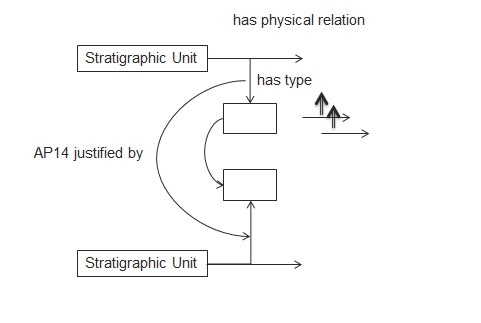 has physical relation
Stratigraphic Unit
has type
AP14 justified by
Stratigraphic Unit